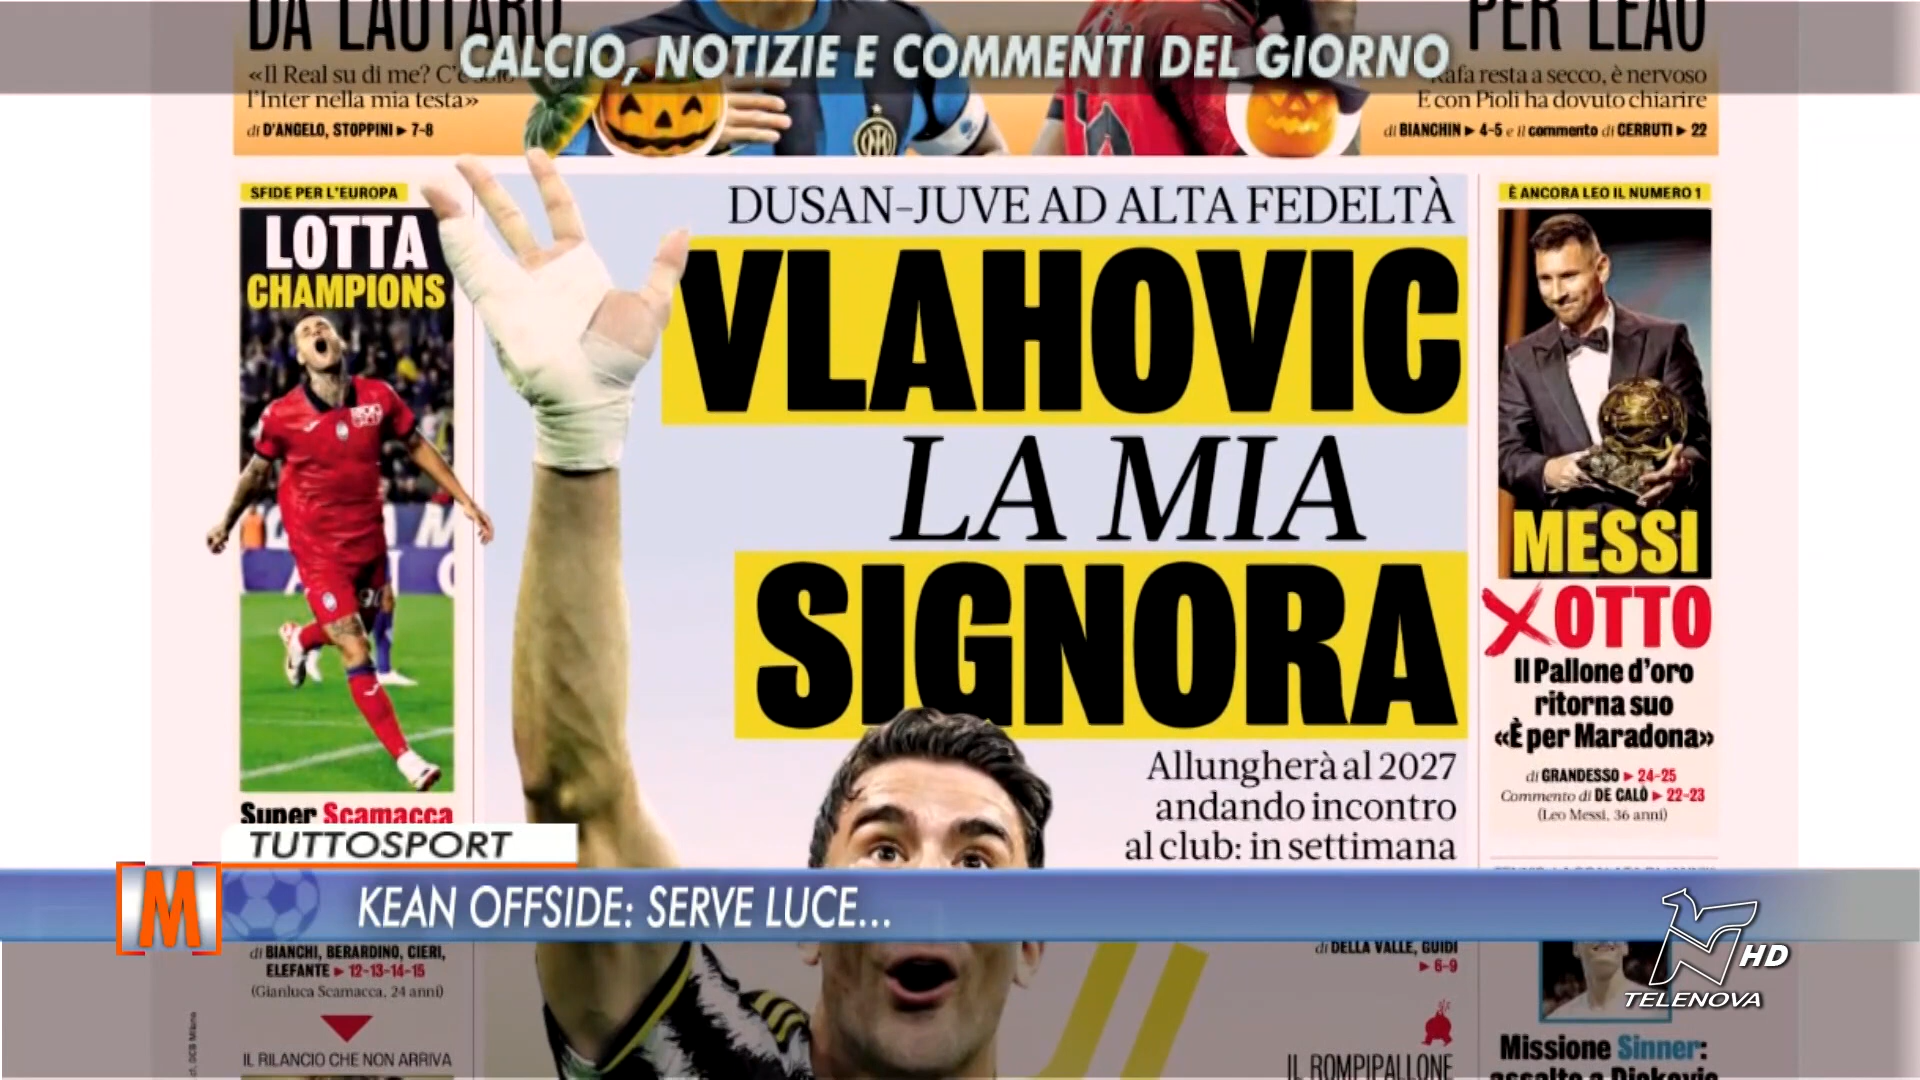 DA LAUTARO
PER LEAO
CALCIO, NOTIZIE E COMMENTI DEL GIORNO
«Il Real su di me? C'è solo
l'Inter nella mia testa»
di D'ANGELO, STOPPINI ▸ 7-8
Rafa resta a secco, è nervoso
E con Pioli ha dovuto chiarire
di BIANCHIN ▸ 4-5 e il commento di CERRUTI ▸ 22
SFIDE PER L'EUROPA
LOTTA
CHAMPIONS
Super Scamacca
di BIANCHI, BERARDINO, CIERI,
ELEFANTE ▸ 12-13-14-15
(Gianluca Scamacca, 24 anni)
IL RILANCIO CHE NON ARRIVA
DUSAN-JUVE AD ALTA FEDELTÀ
VLAHOVIC
LA MIA
SIGNORA
Allungherà al 2027
andando incontro
al club: in settimana
di DELLA VALLE, GUIDI
▸ 6-9
IL ROMPIPALLONE
È ANCORA LEO IL NUMERO 1
MESSI
X OTTO
Il Pallone d'oro
ritorna suo
«È per Maradona»
di GRANDESSO ▸ 24-25
Commento di DE CALÒ ▸ 22-23
(Leo Messi, 36 anni)
Missione Sinner:
assalto a Djokovic
TUTTOSPORT
M
KEAN OFFSIDE: SERVE LUCE...
HD
TELENOVA